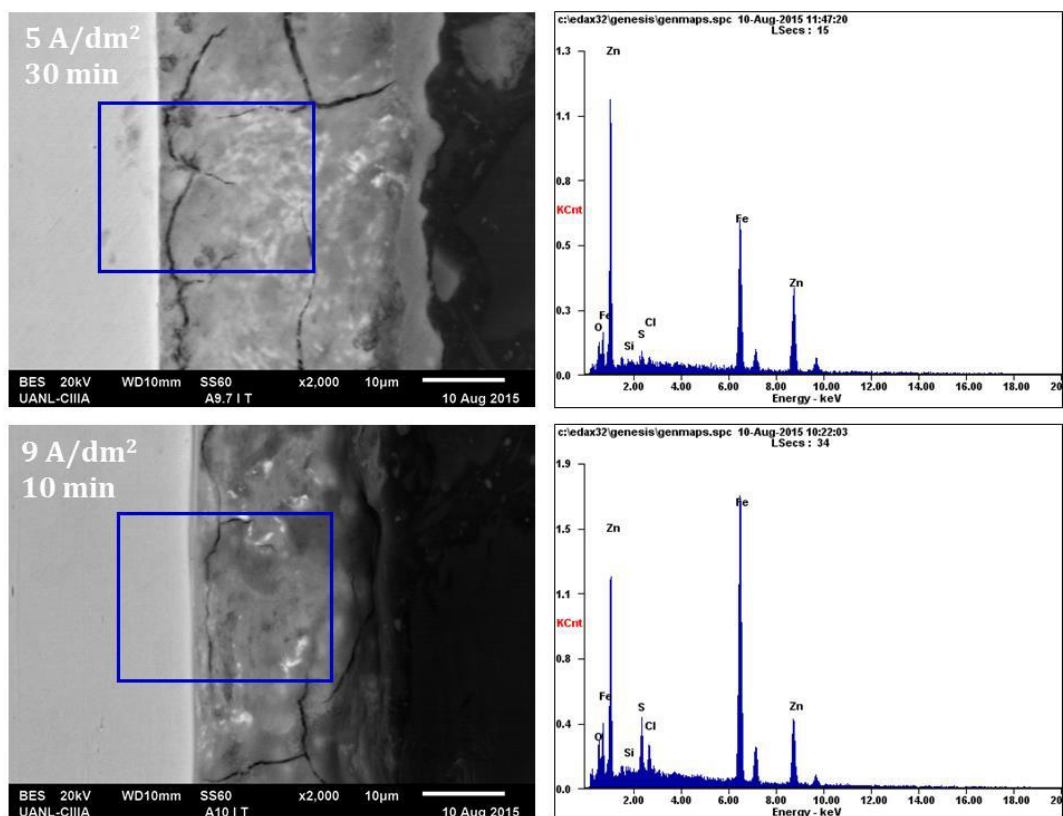 5 A/dm²
30 min
BES 20kV WD10mm SS60 x2,000 10µm
UANL-CIIIA A9.7 I T 10 Aug 2015
c:\edax32\genesis\genmaps.spc 10-Aug-2015 11:47:20
LSecs : 15
1.3
Zn
1.1
0.8
KCnt
Fe
0.5
Zn
0.3
Fe
Cl
O
S
Si
0.0
2.00 4.00 6.00 8.00 10.00 12.00 14.00 16.00 18.00 20
Energy - keV
9 A/dm²
10 min
BES 20kV WD10mm SS60 x2,000 10µm
UANL-CIIIA A10 I T 10 Aug 2015
c:\edax32\genesis\genmaps.spc 10-Aug-2015 10:22:03
LSecs : 34
1.9
Fe
1.5
Zn
1.1
KCnt
0.8
Fe
S
Zn
0.4
Cl
O
Si
0.0
2.00 4.00 6.00 8.00 10.00 12.00 14.00 16.00 18.00 20
Energy - keV